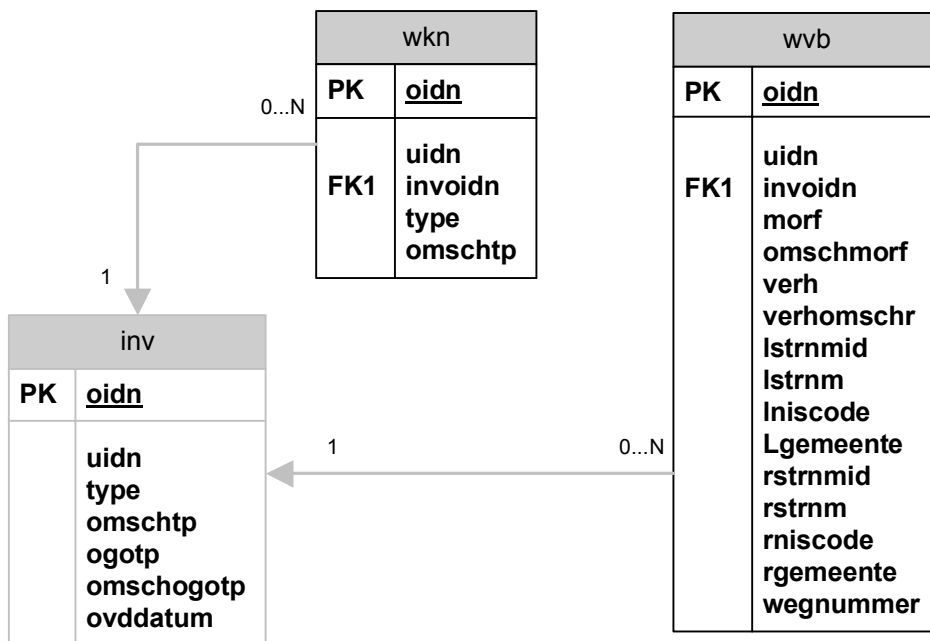 wkn
PK oidn
uidn
FK1 invoidn
type
omschtp
wvb
PK oidn
uidn
FK1 invoidn
morf
omschmorf
verh
verhomschr
lstrnmid
lstrnm
lniscode
Lgemeente
rstrnmid
rstrnm
rniscode
rgemeente
wegnummer
0...N
1
inv
PK oidn
uidn
type
omschtp
ogotp
omschogotp
ovddatum
1
0...N